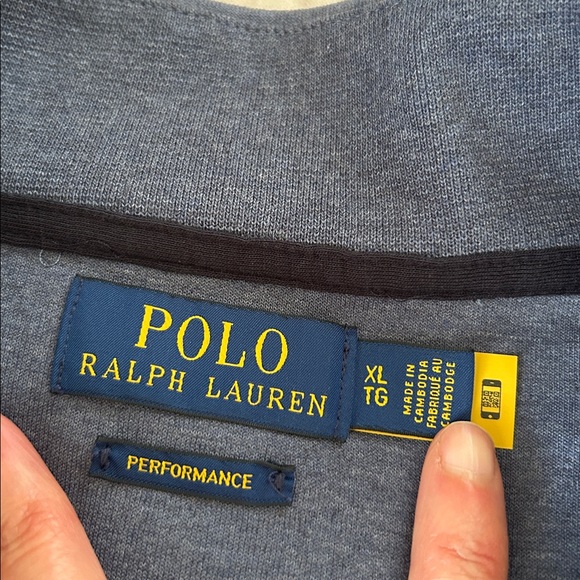 POLO
RALPH LAUREN
XL
TG
MADE IN
CAMBODIA
FABRIQUÉ AU
CAMBODGE
PERFORMANCE